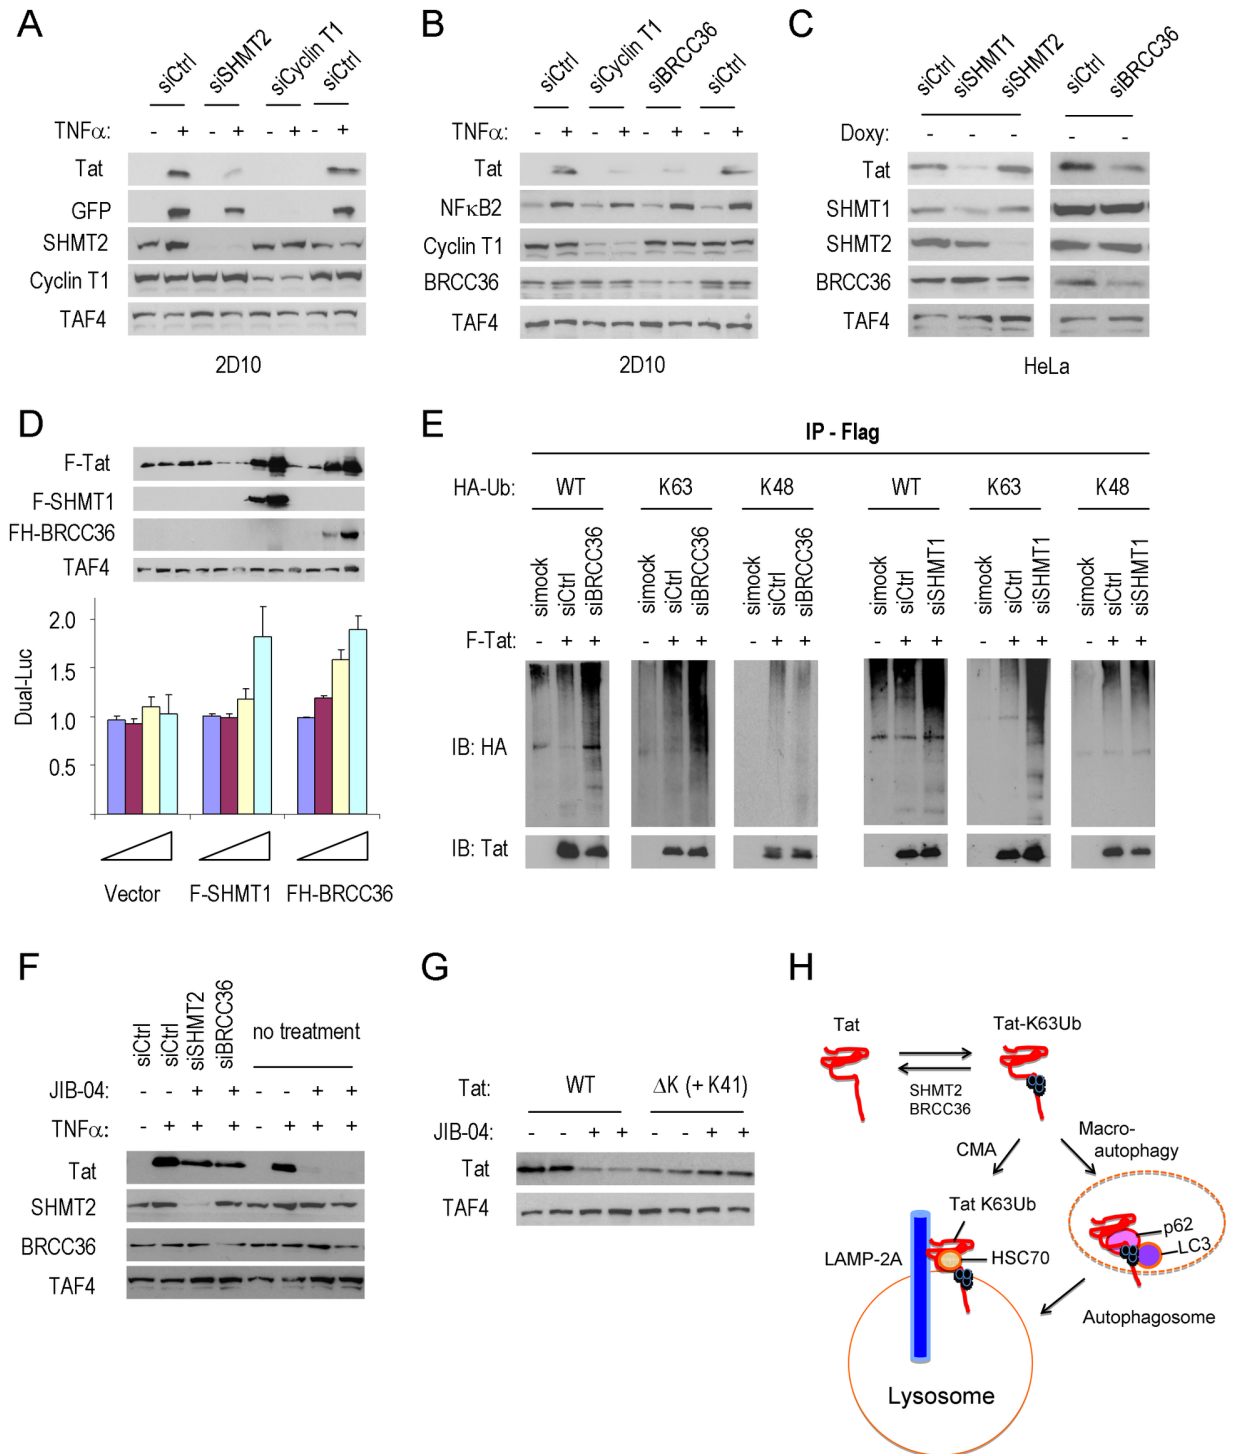 A
siCtrl siSHMT2 siCyclin T1 siCtrl
TNFα: - + - + - + - +
Tat
GFP
SHMT2
Cyclin T1
TAF4
2D10
B
siCtrl siCyclin T1 siBRCC36 siCtrl
TNFα: - + - + - + - +
Tat
NFκB2
Cyclin T1
BRCC36
TAF4
2D10
C
siCtrl siSHMT1 siSHMT2 siCtrl siBRCC36
Doxy: - - - - -
Tat
SHMT1
SHMT2
BRCC36
TAF4
HeLa
D
F-Tat
F-SHMT1
FH-BRCC36
TAF4
Dual-Luc
2.0
1.5
1.0
0.5
Vector F-SHMT1 FH-BRCC36
E
IP - Flag
HA-Ub: WT K63 K48 WT K63 K48
simock siCtrl siBRCC36 simock siCtrl siBRCC36 simock siCtrl siBRCC36 simock siCtrl siSHMT1 simock siCtrl siSHMT1 simock siCtrl siSHMT1
F-Tat: - + + - + + - + + - + + - + + - + +
IB: HA
IB: Tat
F
siCtrl siCtrl siSHMT2 siBRCC36 no treatment
JIB-04: - - + + - - + +
TNFα: - + + + - + + +
Tat
SHMT2
BRCC36
TAF4
G
Tat: WT ΔK (+ K41)
JIB-04: - - + + - - + +
Tat
TAF4
H
Tat Tat-K63Ub
SHMT2
BRCC36
CMA
Macro-
autophagy
Tat K63Ub
p62
LC3
LAMP-2A HSC70
Autophagosome
Lysosome